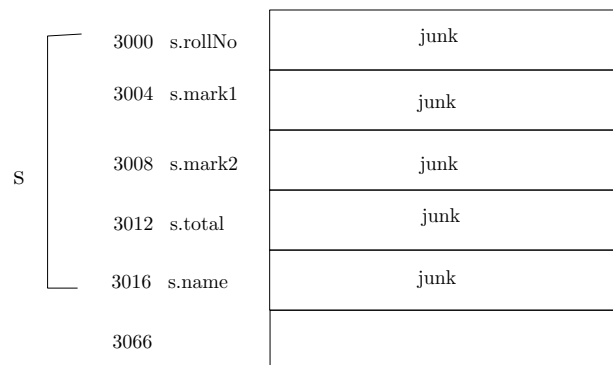 3000 s.rollNo junk
3004 s.mark1 junk
3008 s.mark2 junk
s
3012 s.total junk
3016 s.name junk
3066